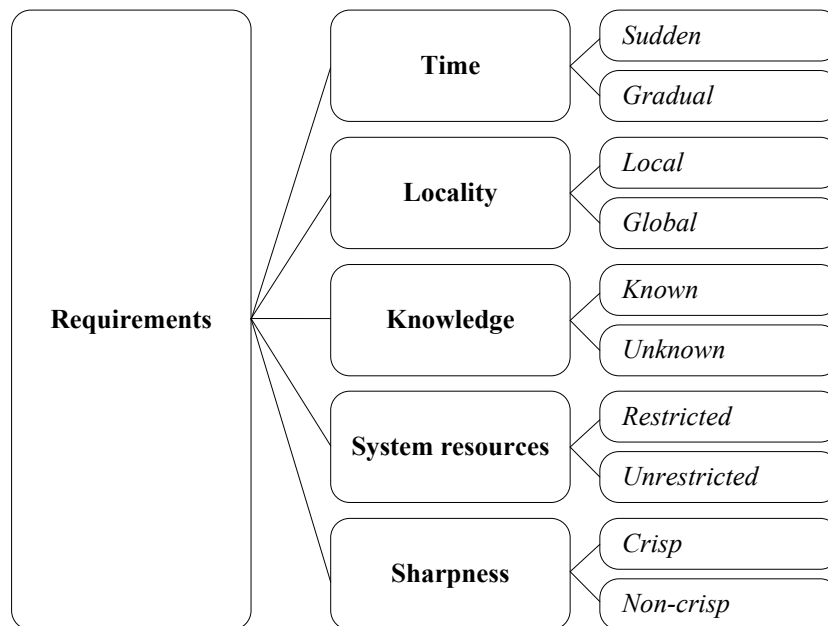 Requirements
Time
Sudden
Gradual
Locality
Local
Global
Knowledge
Known
Unknown
System resources
Restricted
Unrestricted
Sharpness
Crisp
Non-crisp